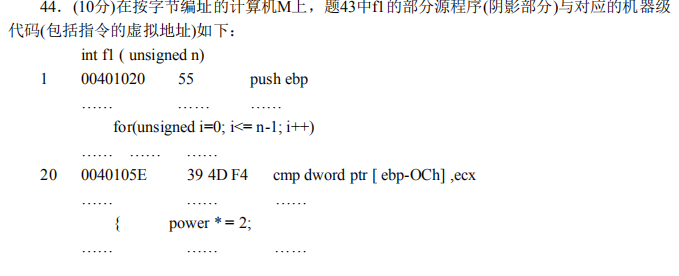 44．(10分)在按字节编址的计算机M上，题43中f1的部分源程序(阴影部分)与对应的机器级
代码(包括指令的虚拟地址)如下：
int f1 ( unsigned n)
1 00401020 55 push ebp
…… …… ……
for(unsigned i=0; i<= n-1; i++)
…… …… ……
20 0040105E 39 4D F4 cmp dword ptr [ ebp-OCh] ,ecx
…… …… ……
{ power * = 2;
…… …… ……